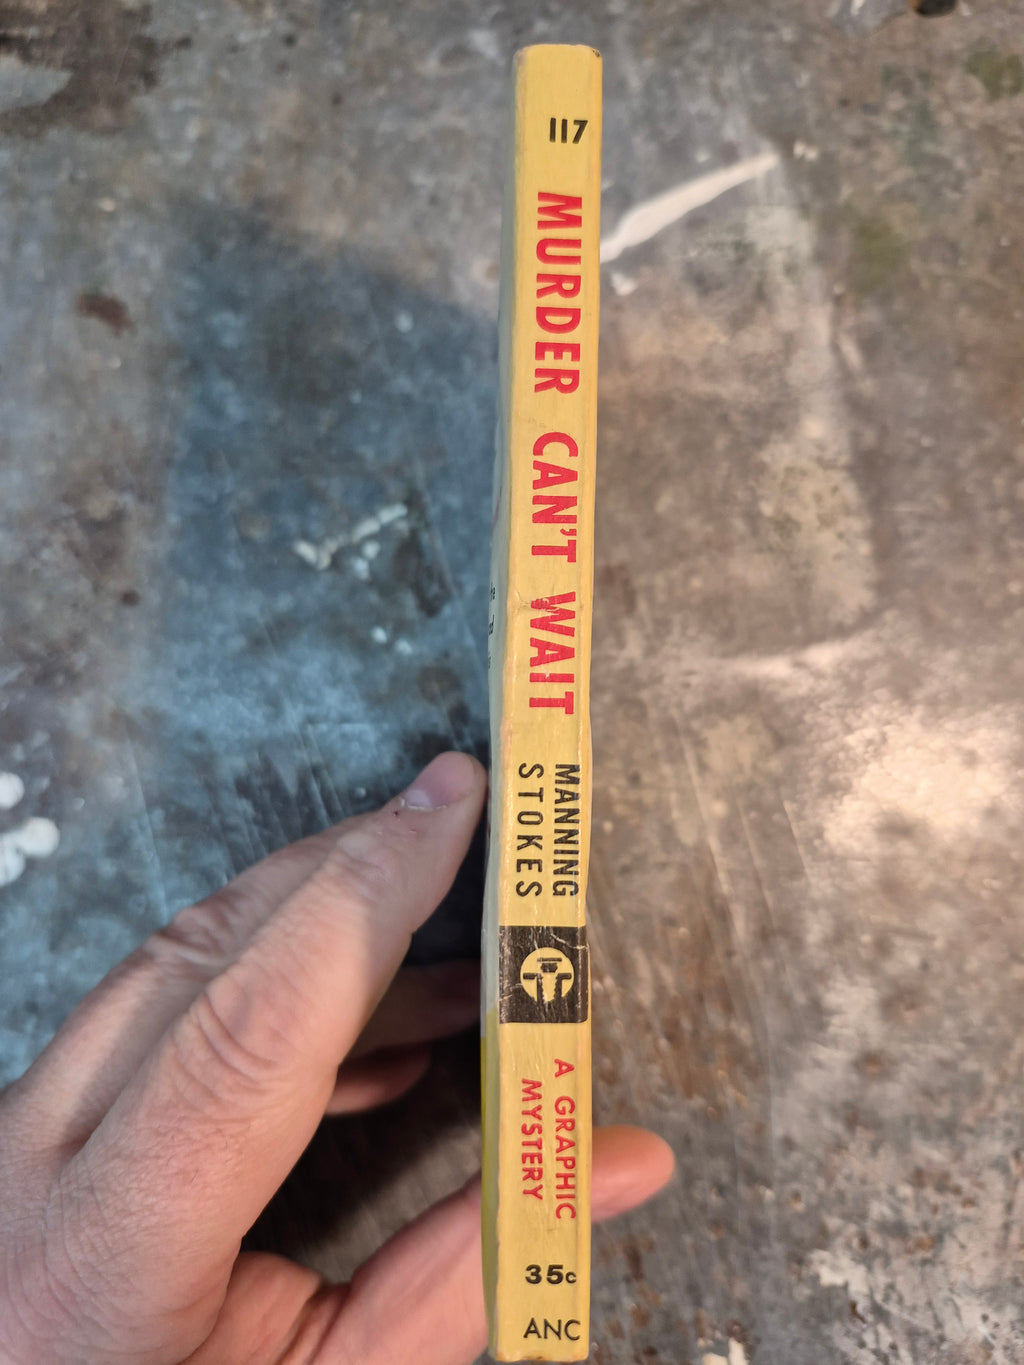 117
MURDER CAN'T WAIT
MANNING
STOKES
A GRAPHIC
MYSTERY
35c
ANC